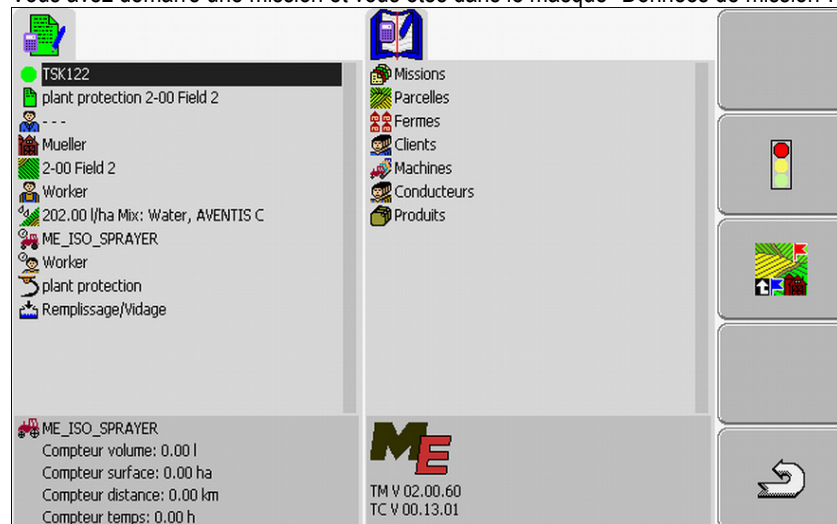 Vous avez démarré une mission et vous êtes dans le masque "Données de mission
TSK122
plant protection 2-00 Field 2
- - -
Mueller
2-00 Field 2
Worker
202.00 l/ha Mix: Water, AVENTIS C
ME_ISO_SPRAYER
Worker
plant protection
Remplissage/Vidage
ME_ISO_SPRAYER
Compteur volume: 0.00 l
Compteur surface: 0.00 ha
Compteur distance: 0.00 km
Compteur temps: 0.00 h
Missions
Parcelles
Fermes
Clients
Machines
Conducteurs
Produits
ME
TM V 02.00.60
TC V 00.13.01